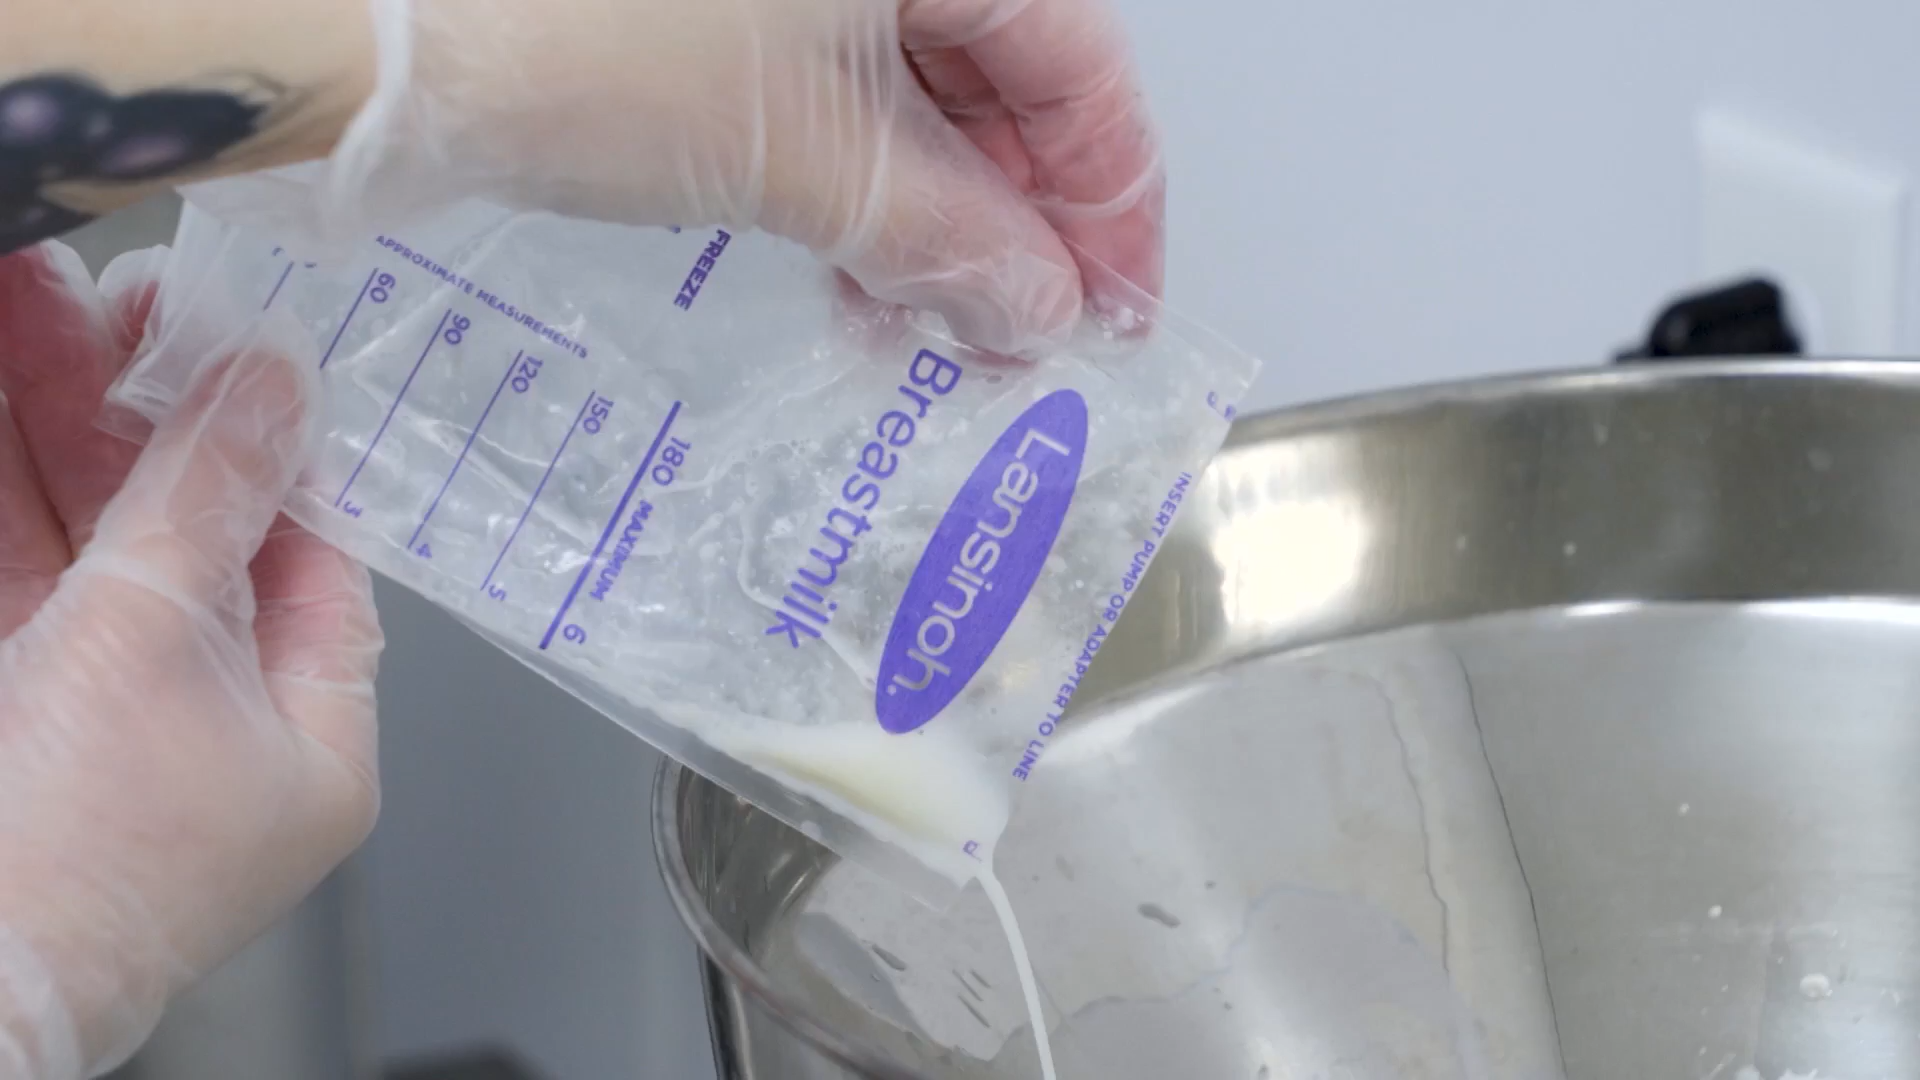 Lansinoh.
Breastmilk
INSERT PUMP OR ADAPTER TO LINE
FREEZE
APPROXIMATE MEASUREMENTS
180 MAXIMUM 6
150 5
120 4
90 3
60